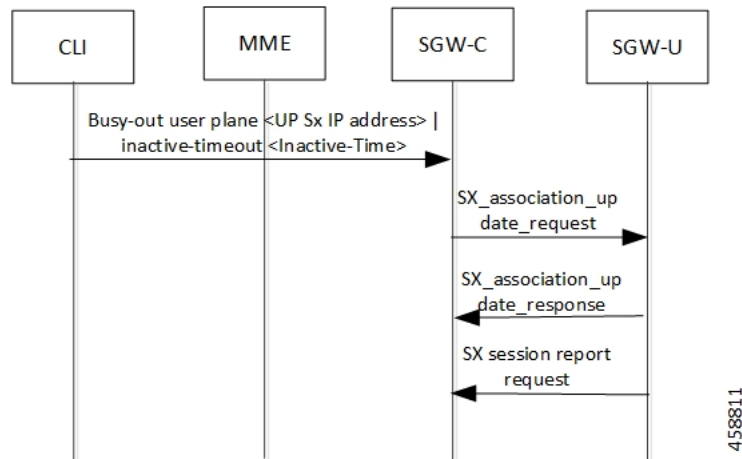 CLI
MME
SGW-C
SGW-U
Busy-out user plane <UP Sx IP address> |
inactive-timeout <Inactive-Time>
SX_association_up
date_request
SX_association_up
date_response
SX session report
request
458811